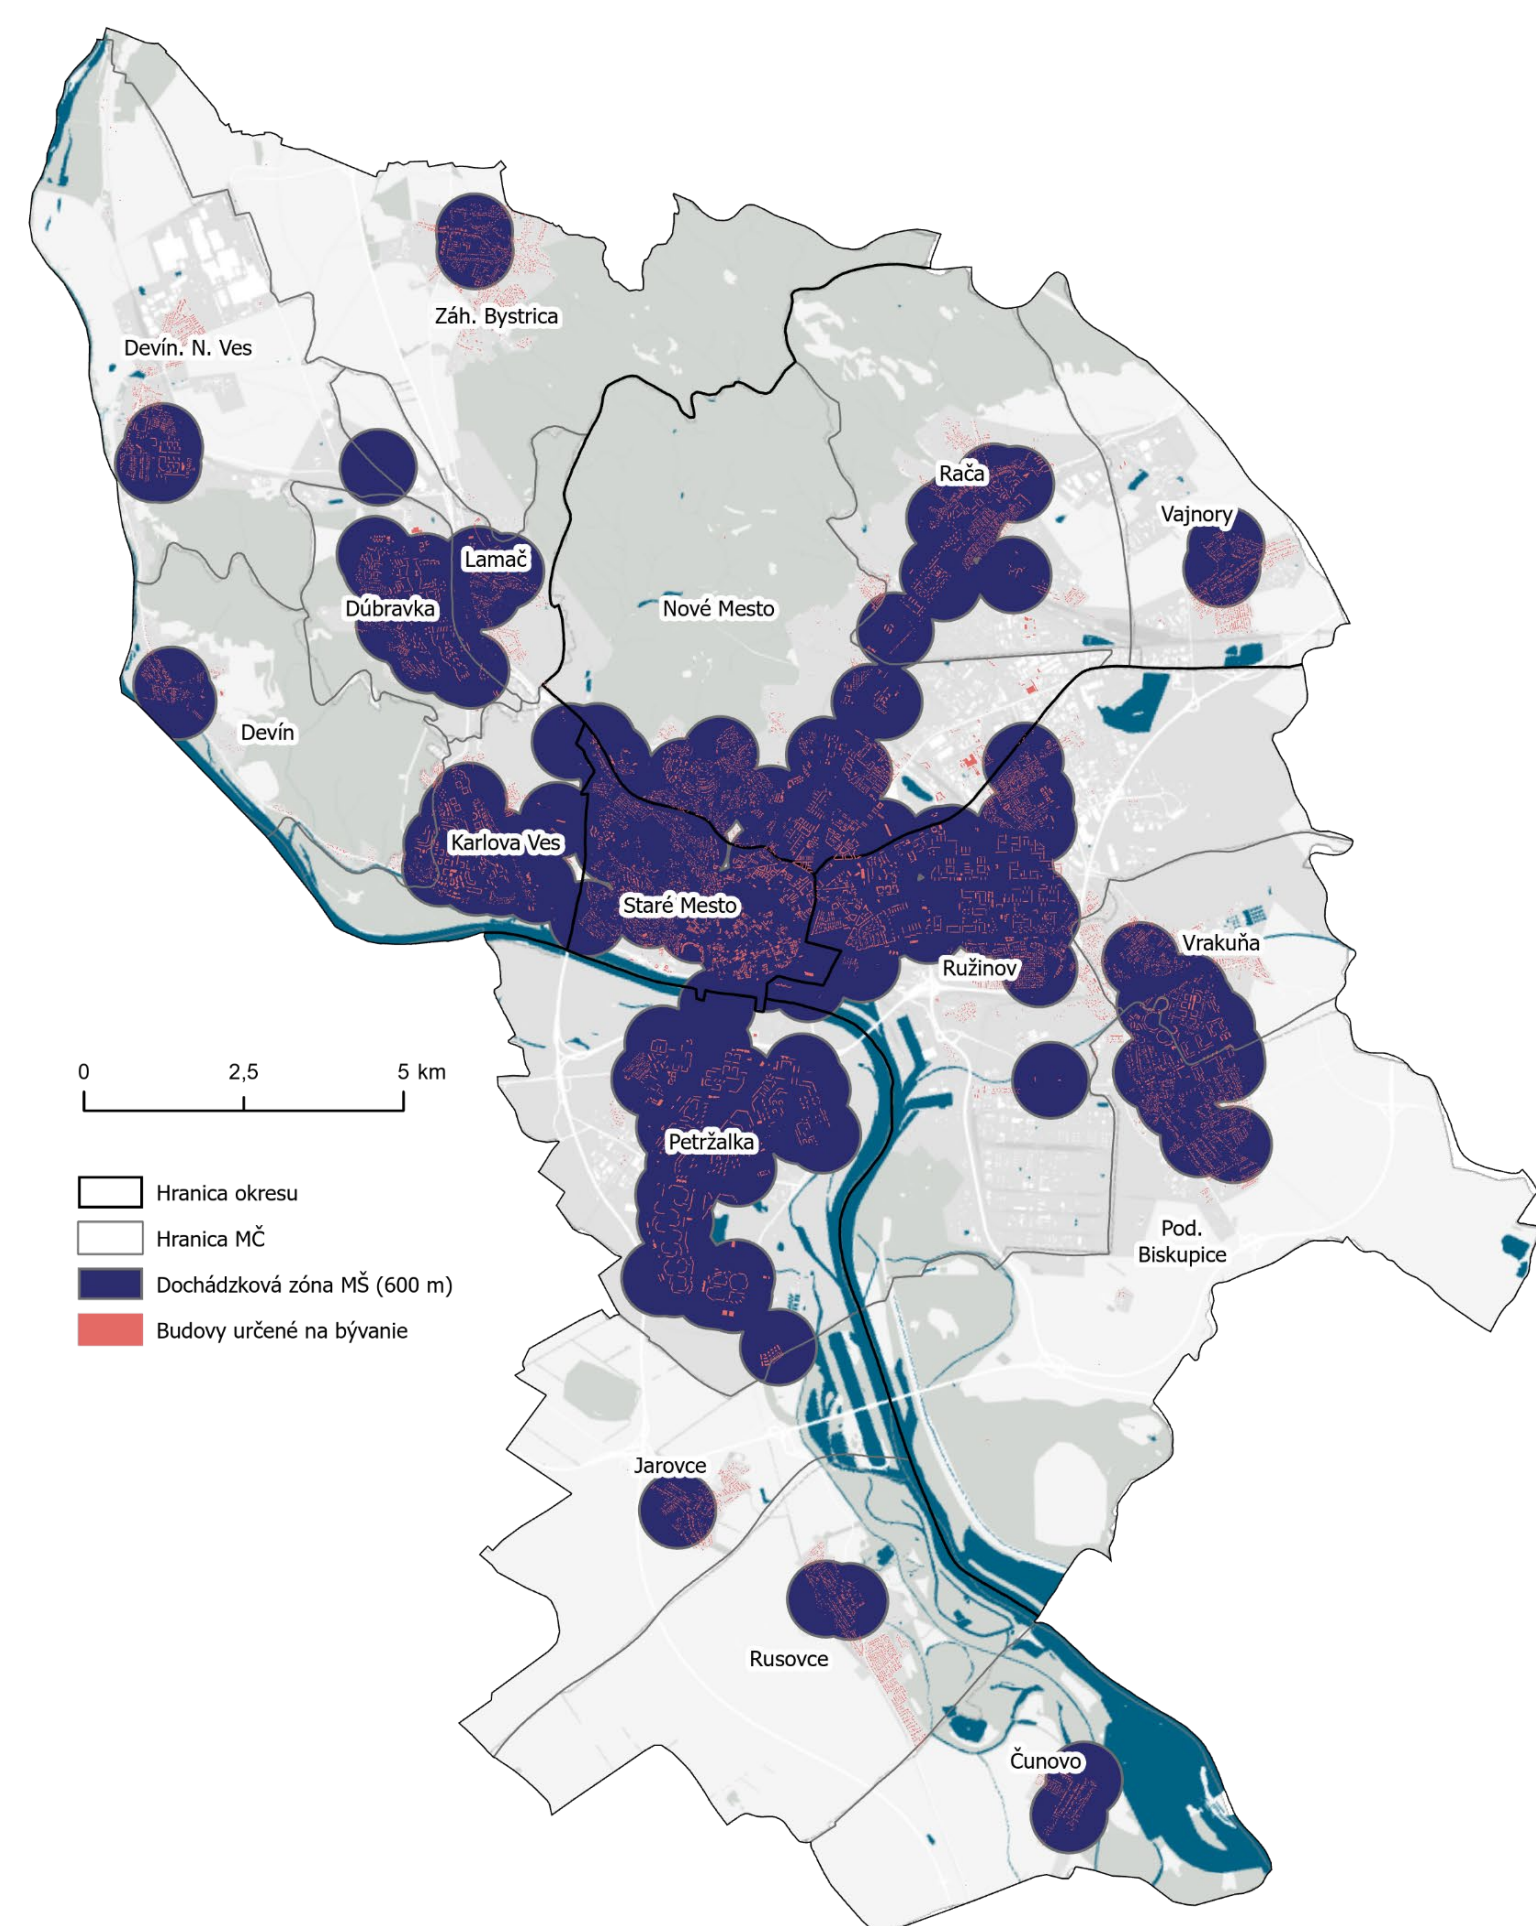 Záh. Bystrica
Devín. N. Ves
Rača
Vajnory
Lamač
Dúbravka
Nové Mesto
Devín
Karlova Ves
Staré Mesto
Vrakuňa
Ružinov
0 2,5 5 km
Petržalka
Hranica okresu
Hranica MČ
Dochádzková zóna MŠ (600 m)
Budovy určené na bývanie
Pod.
Biskupice
Jarovce
Rusovce
Čunovo